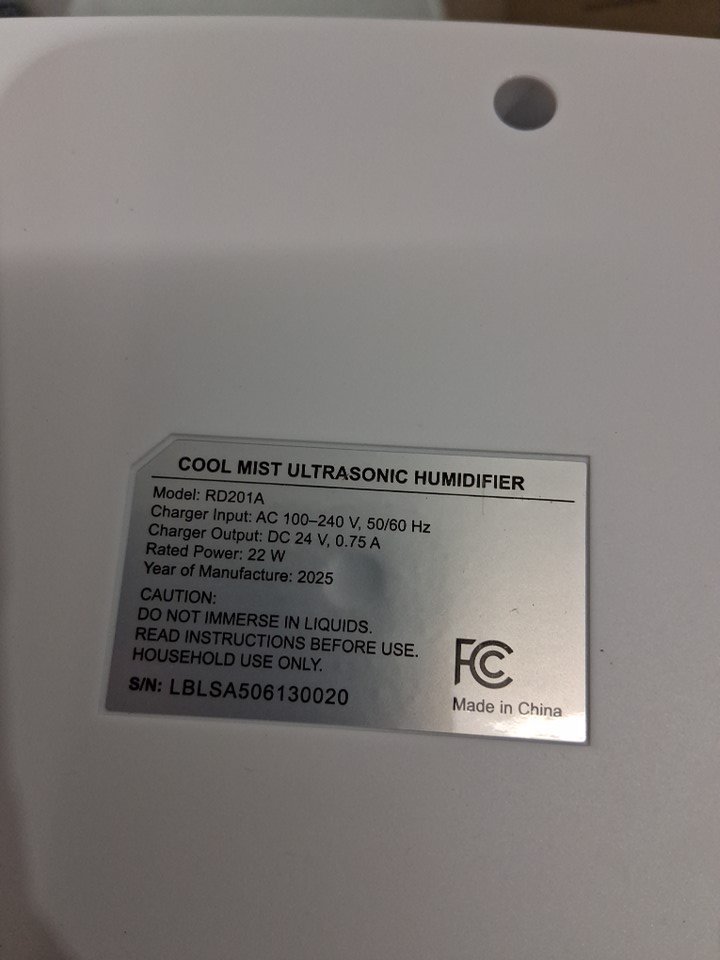 COOL MIST ULTRASONIC HUMIDIFIER
Model: RD201A
Charger Input: AC 100–240 V, 50/60 Hz
Charger Output: DC 24 V, 0.75 A
Rated Power: 22 W
Year of Manufacture: 2025
CAUTION:
DO NOT IMMERSE IN LIQUIDS.
READ INSTRUCTIONS BEFORE USE.
HOUSEHOLD USE ONLY.
S/N: LBLSA506130020
FC
Made in China